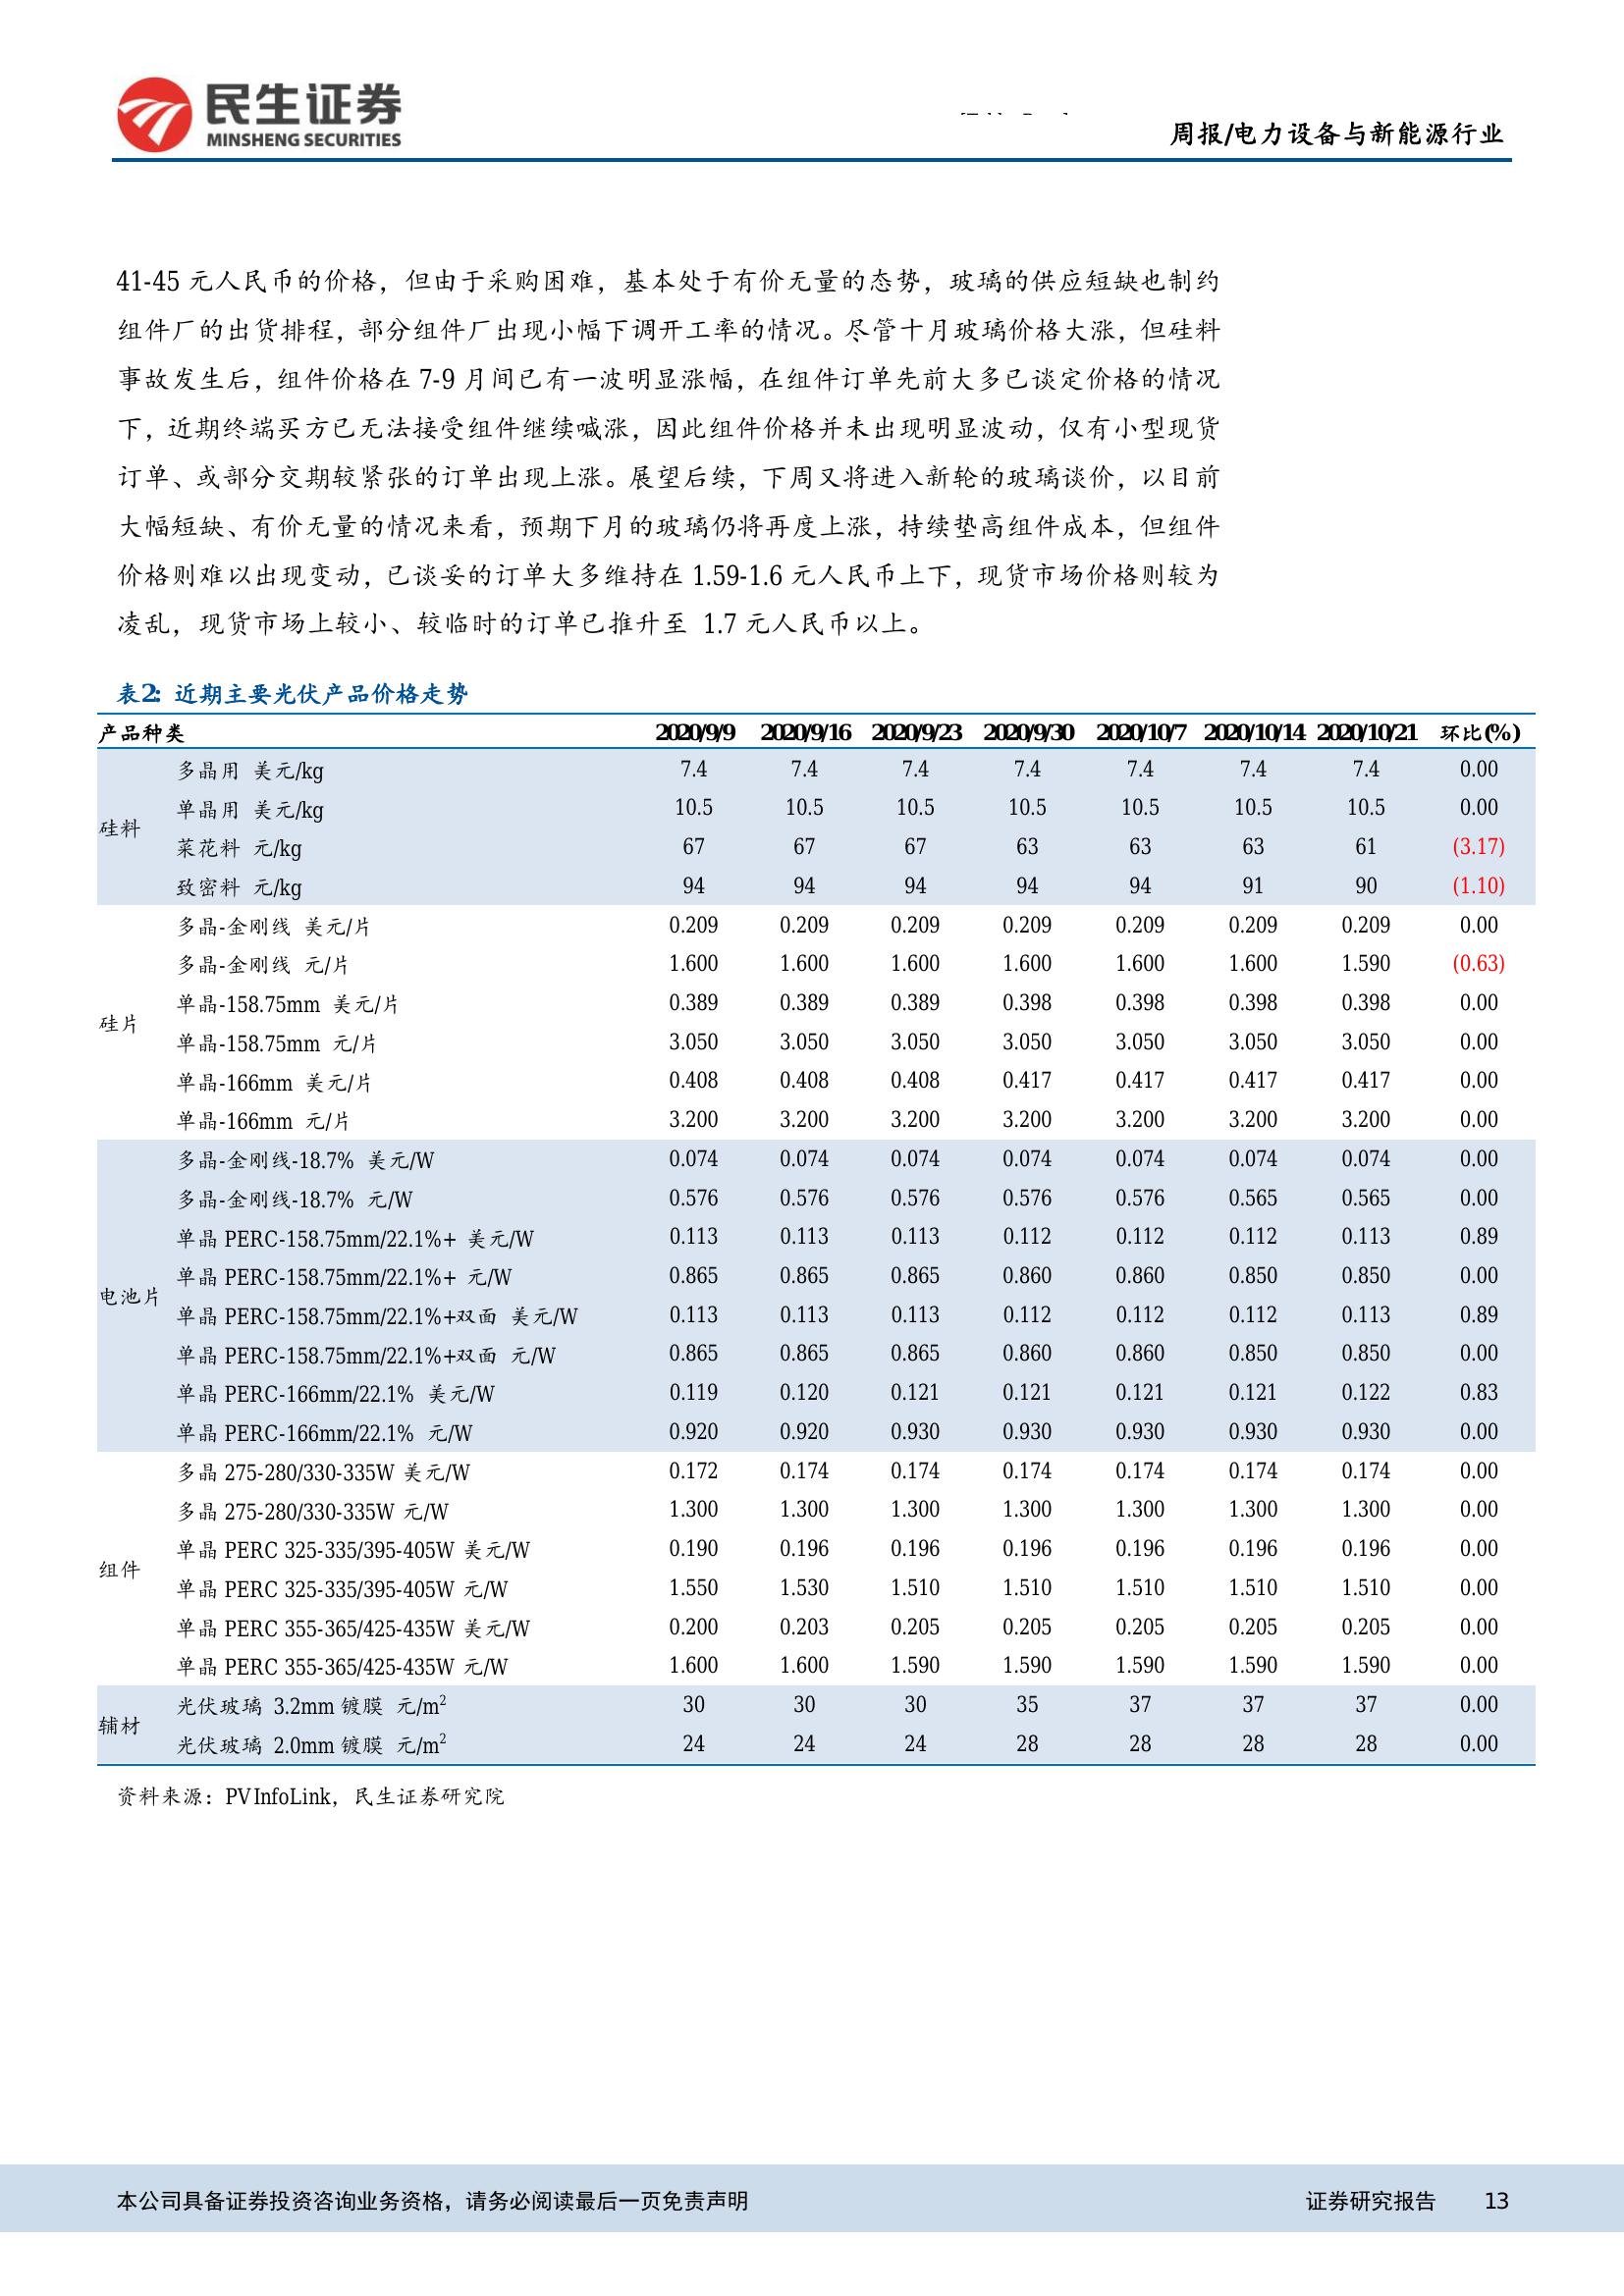 民生证券
MINSHENG SECURITIES
周报/电力设备与新能源行业
41-45 元人民币的价格，但由于采购困难，基本处于有价无量的态势，玻璃的供应短缺也制约
组件厂的出货排程，部分组件厂出现小幅下调开工率的情况。尽管十月玻璃价格大涨，但硅料
事故发生后，组件价格在 7-9 月间已有一波明显涨幅，在组件订单先前大多已谈定价格的情况
下，近期终端买方已无法接受组件继续喊涨，因此组件价格并未出现明显波动，仅有小型现货
订单、或部分交期较紧张的订单出现上涨。展望后续，下周又将进入新轮的玻璃谈价，以目前
大幅短缺、有价无量的情况来看，预期下月的玻璃仍将再度上涨，持续垫高组件成本，但组件
价格则难以出现变动，已谈妥的订单大多维持在 1.59-1.6 元人民币上下，现货市场价格则较为
凌乱，现货市场上较小、较临时的订单已推升至 1.7 元人民币以上。
表2：近期主要光伏产品价格走势
产品种类 2020/9/9 2020/9/16 2020/9/23 2020/9/30 2020/10/7 2020/10/14 2020/10/21 环比(%)
硅料
多晶用 美元/kg 7.4 7.4 7.4 7.4 7.4 7.4 7.4 0.00
单晶用 美元/kg 10.5 10.5 10.5 10.5 10.5 10.5 10.5 0.00
菜花料 元/kg 67 67 67 63 63 63 61 (3.17)
致密料 元/kg 94 94 94 94 94 91 90 (1.10)
硅片
多晶-金刚线 美元/片 0.209 0.209 0.209 0.209 0.209 0.209 0.209 0.00
多晶-金刚线 元/片 1.600 1.600 1.600 1.600 1.600 1.600 1.590 (0.63)
单晶-158.75mm 美元/片 0.389 0.389 0.389 0.398 0.398 0.398 0.398 0.00
单晶-158.75mm 元/片 3.050 3.050 3.050 3.050 3.050 3.050 3.050 0.00
单晶-166mm 美元/片 0.408 0.408 0.408 0.417 0.417 0.417 0.417 0.00
单晶-166mm 元/片 3.200 3.200 3.200 3.200 3.200 3.200 3.200 0.00
电池片
多晶-金刚线-18.7% 美元/W 0.074 0.074 0.074 0.074 0.074 0.074 0.074 0.00
多晶-金刚线-18.7% 元/W 0.576 0.576 0.576 0.576 0.576 0.565 0.565 0.00
单晶 PERC-158.75mm/22.1%+ 美元/W 0.113 0.113 0.113 0.112 0.112 0.112 0.113 0.89
单晶 PERC-158.75mm/22.1%+ 元/W 0.865 0.865 0.865 0.860 0.860 0.850 0.850 0.00
单晶 PERC-158.75mm/22.1%+双面 美元/W 0.113 0.113 0.113 0.112 0.112 0.112 0.113 0.89
单晶 PERC-158.75mm/22.1%+双面 元/W 0.865 0.865 0.865 0.860 0.860 0.850 0.850 0.00
单晶 PERC-166mm/22.1% 美元/W 0.119 0.120 0.121 0.121 0.121 0.121 0.122 0.83
单晶 PERC-166mm/22.1% 元/W 0.920 0.920 0.930 0.930 0.930 0.930 0.930 0.00
组件
多晶 275-280/330-335W 美元/W 0.172 0.174 0.174 0.174 0.174 0.174 0.174 0.00
多晶 275-280/330-335W 元/W 1.300 1.300 1.300 1.300 1.300 1.300 1.300 0.00
单晶 PERC 325-335/395-405W 美元/W 0.190 0.196 0.196 0.196 0.196 0.196 0.196 0.00
单晶 PERC 325-335/395-405W 元/W 1.550 1.530 1.510 1.510 1.510 1.510 1.510 0.00
单晶 PERC 355-365/425-435W 美元/W 0.200 0.203 0.205 0.205 0.205 0.205 0.205 0.00
单晶 PERC 355-365/425-435W 元/W 1.600 1.600 1.590 1.590 1.590 1.590 1.590 0.00
辅材
光伏玻璃 3.2mm 镀膜 元/m² 30 30 30 35 37 37 37 0.00
光伏玻璃 2.0mm 镀膜 元/m² 24 24 24 28 28 28 28 0.00
资料来源：PVInfoLink，民生证券研究院
本公司具备证券投资咨询业务资格，请务必阅读最后一页免责声明 证券研究报告 13